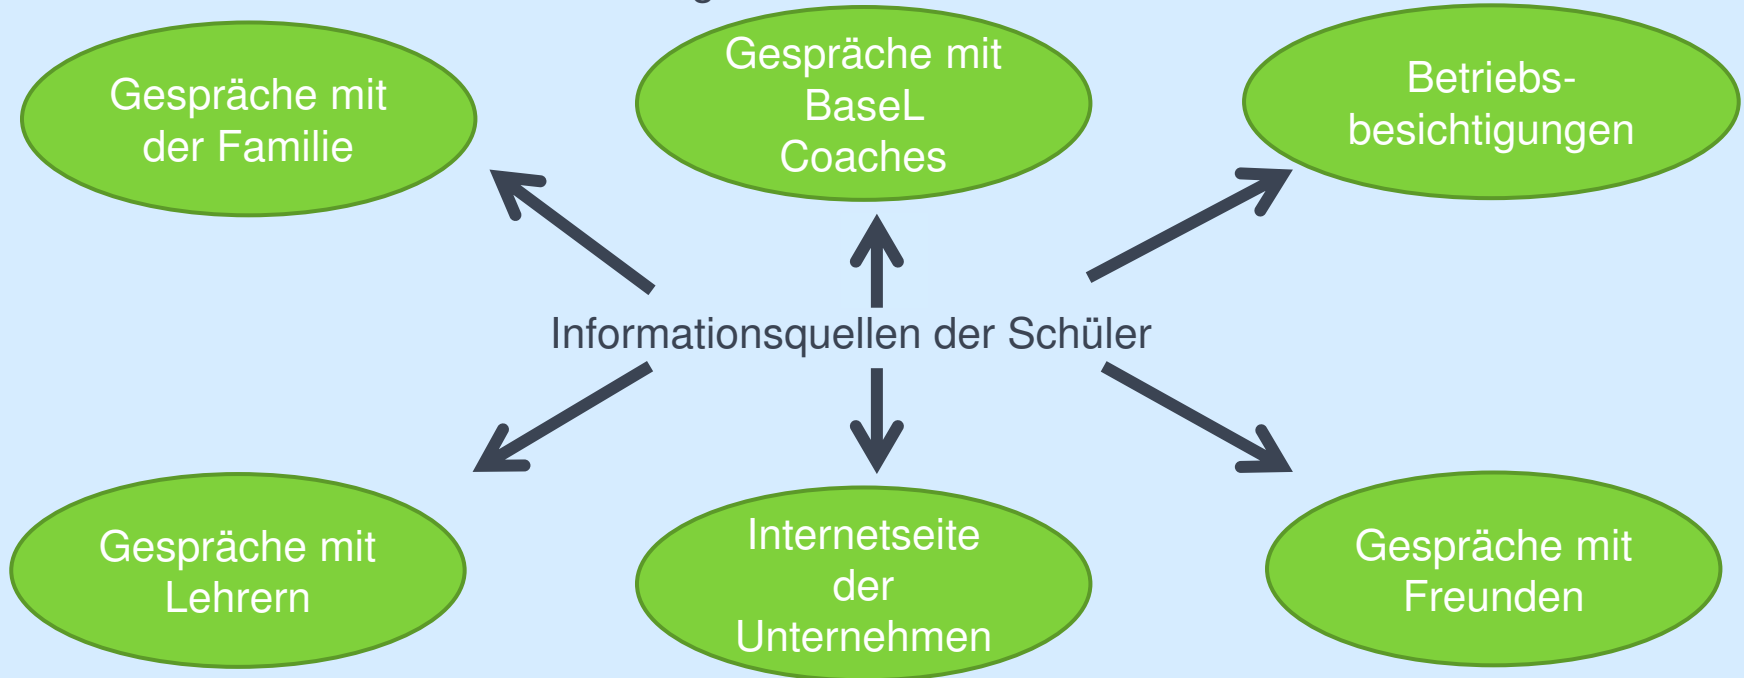 Gespräche mit
der Familie
Gespräche mit
BaseL
Coaches
Betriebs-
besichtigungen
Informationsquellen der Schüler
Gespräche mit
Lehrern
Internetseite
der
Unternehmen
Gespräche mit
Freunden